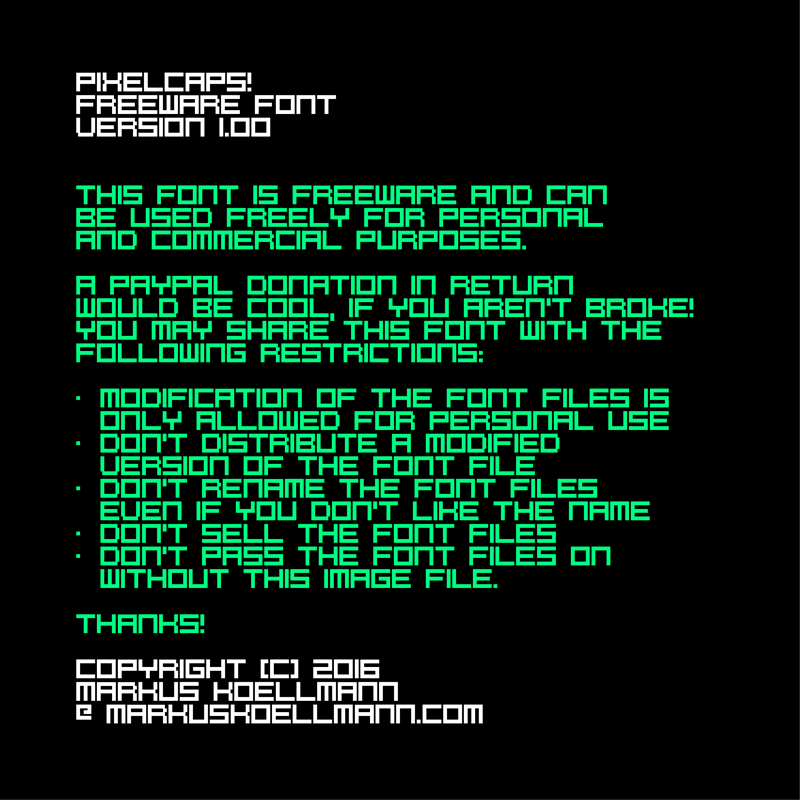 PIXELCAPS!
FREEWARE FONT
VERSION 1.00
THIS FONT IS FREEWARE AND CAN
BE USED FREELY FOR PERSONAL
AND COMMERCIAL PURPOSES.
A PAYPAL DONATION IN RETURN
WOULD BE COOL, IF YOU AREN'T BROKE!
YOU MAY SHARE THIS FONT WITH THE
FOLLOWING RESTRICTIONS:
· MODIFICATION OF THE FONT FILES IS
ONLY ALLOWED FOR PERSONAL USE
· DON'T DISTRIBUTE A MODIFIED
VERSION OF THE FONT FILE
· DON'T RENAME THE FONT FILES
EVEN IF YOU DON'T LIKE THE NAME
· DON'T SELL THE FONT FILES
· DON'T PASS THE FONT FILES ON
WITHOUT THIS IMAGE FILE.
THANKS!
COPYRIGHT (C) 2016
MARKUS KOELLMANN
@ MARKUSKOELLMANN.COM